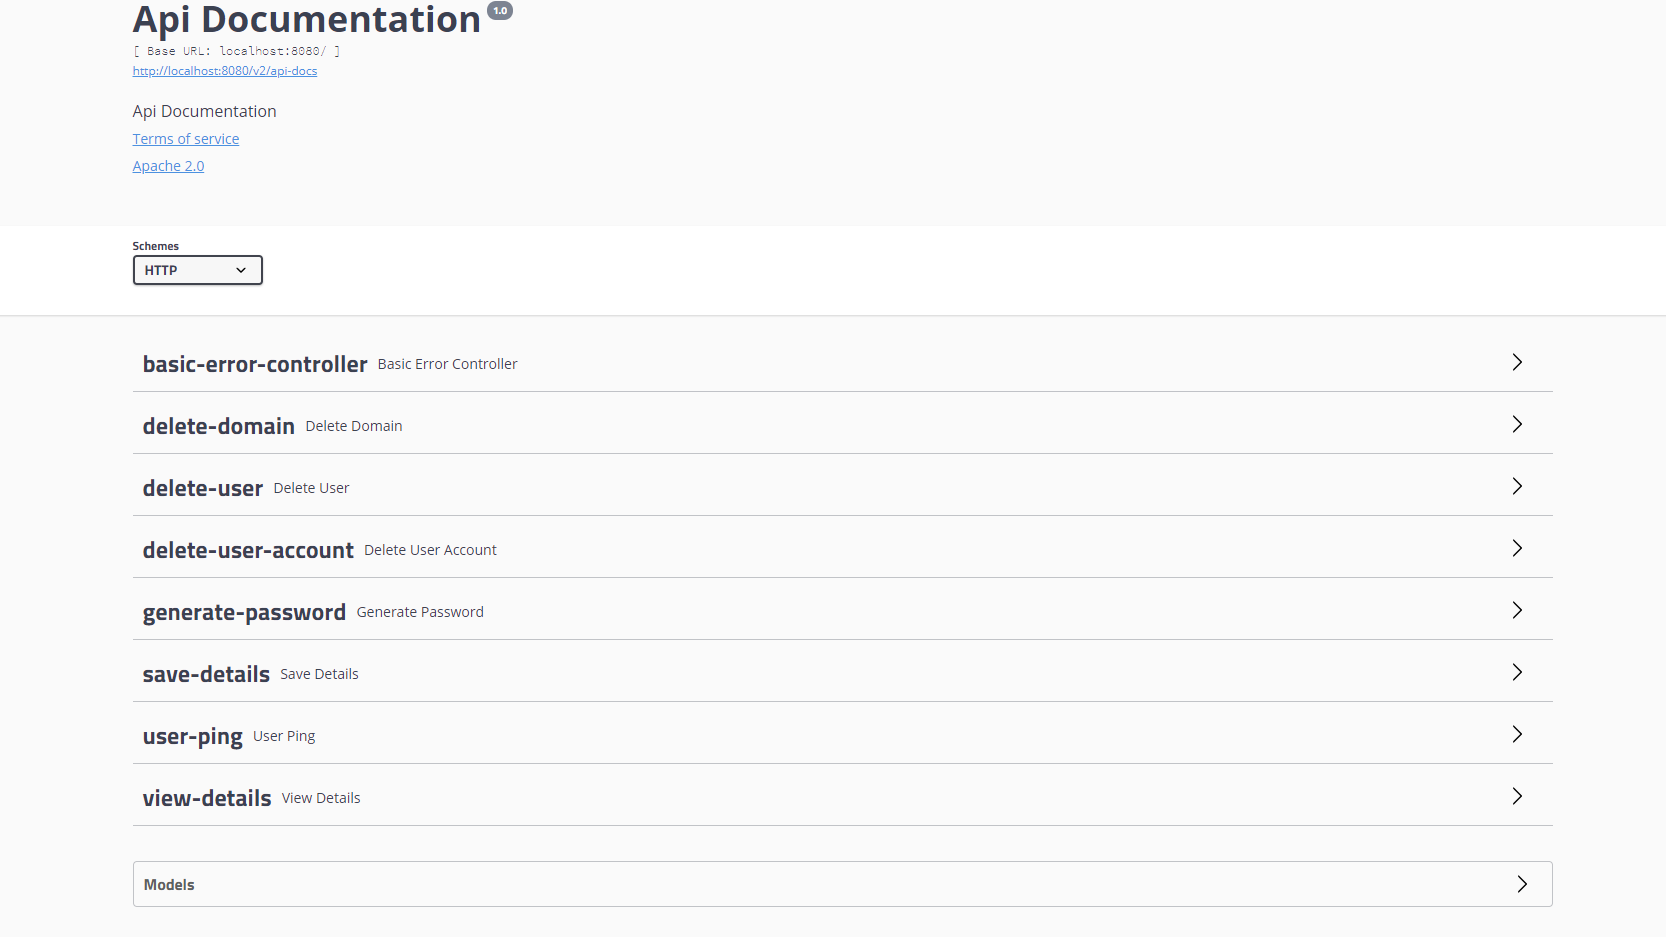 Api Documentation 1.0
[ Base URL: localhost:8080/ ]
http://localhost:8080/v2/api-docs
Api Documentation
Terms of service
Apache 2.0
Schemes
HTTP
basic-error-controller Basic Error Controller
delete-domain Delete Domain
delete-user Delete User
delete-user-account Delete User Account
generate-password Generate Password
save-details Save Details
user-ping User Ping
view-details View Details
Models